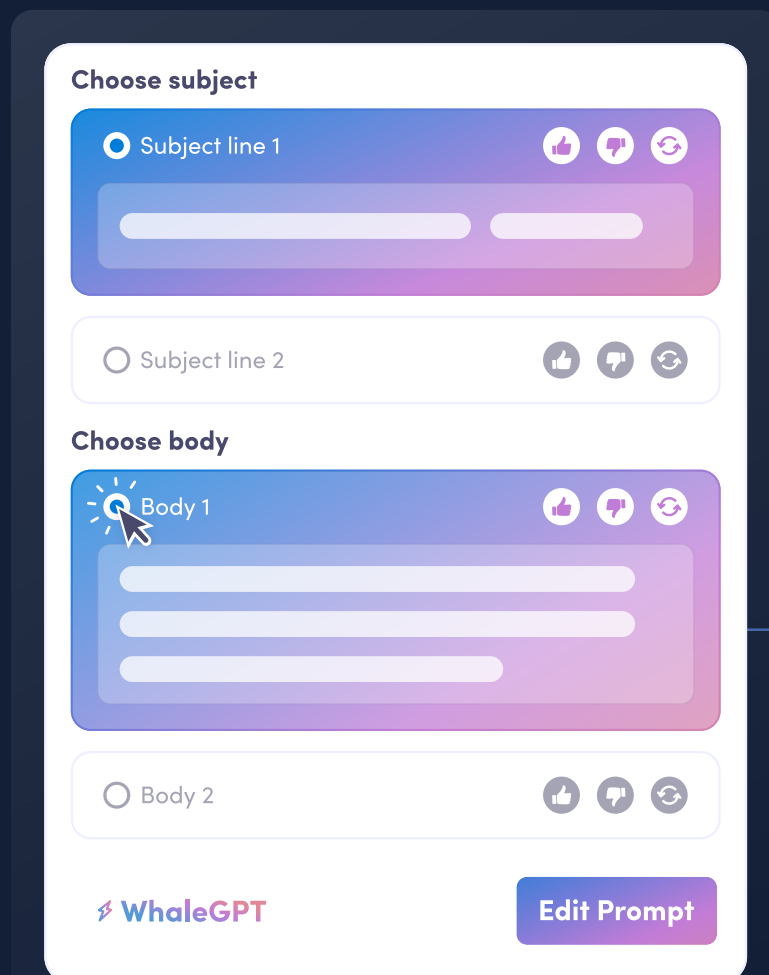 Choose subject
Subject line 1
Subject line 2
Choose body
Body 1
Body 2
WhaleGPT
Edit Prompt